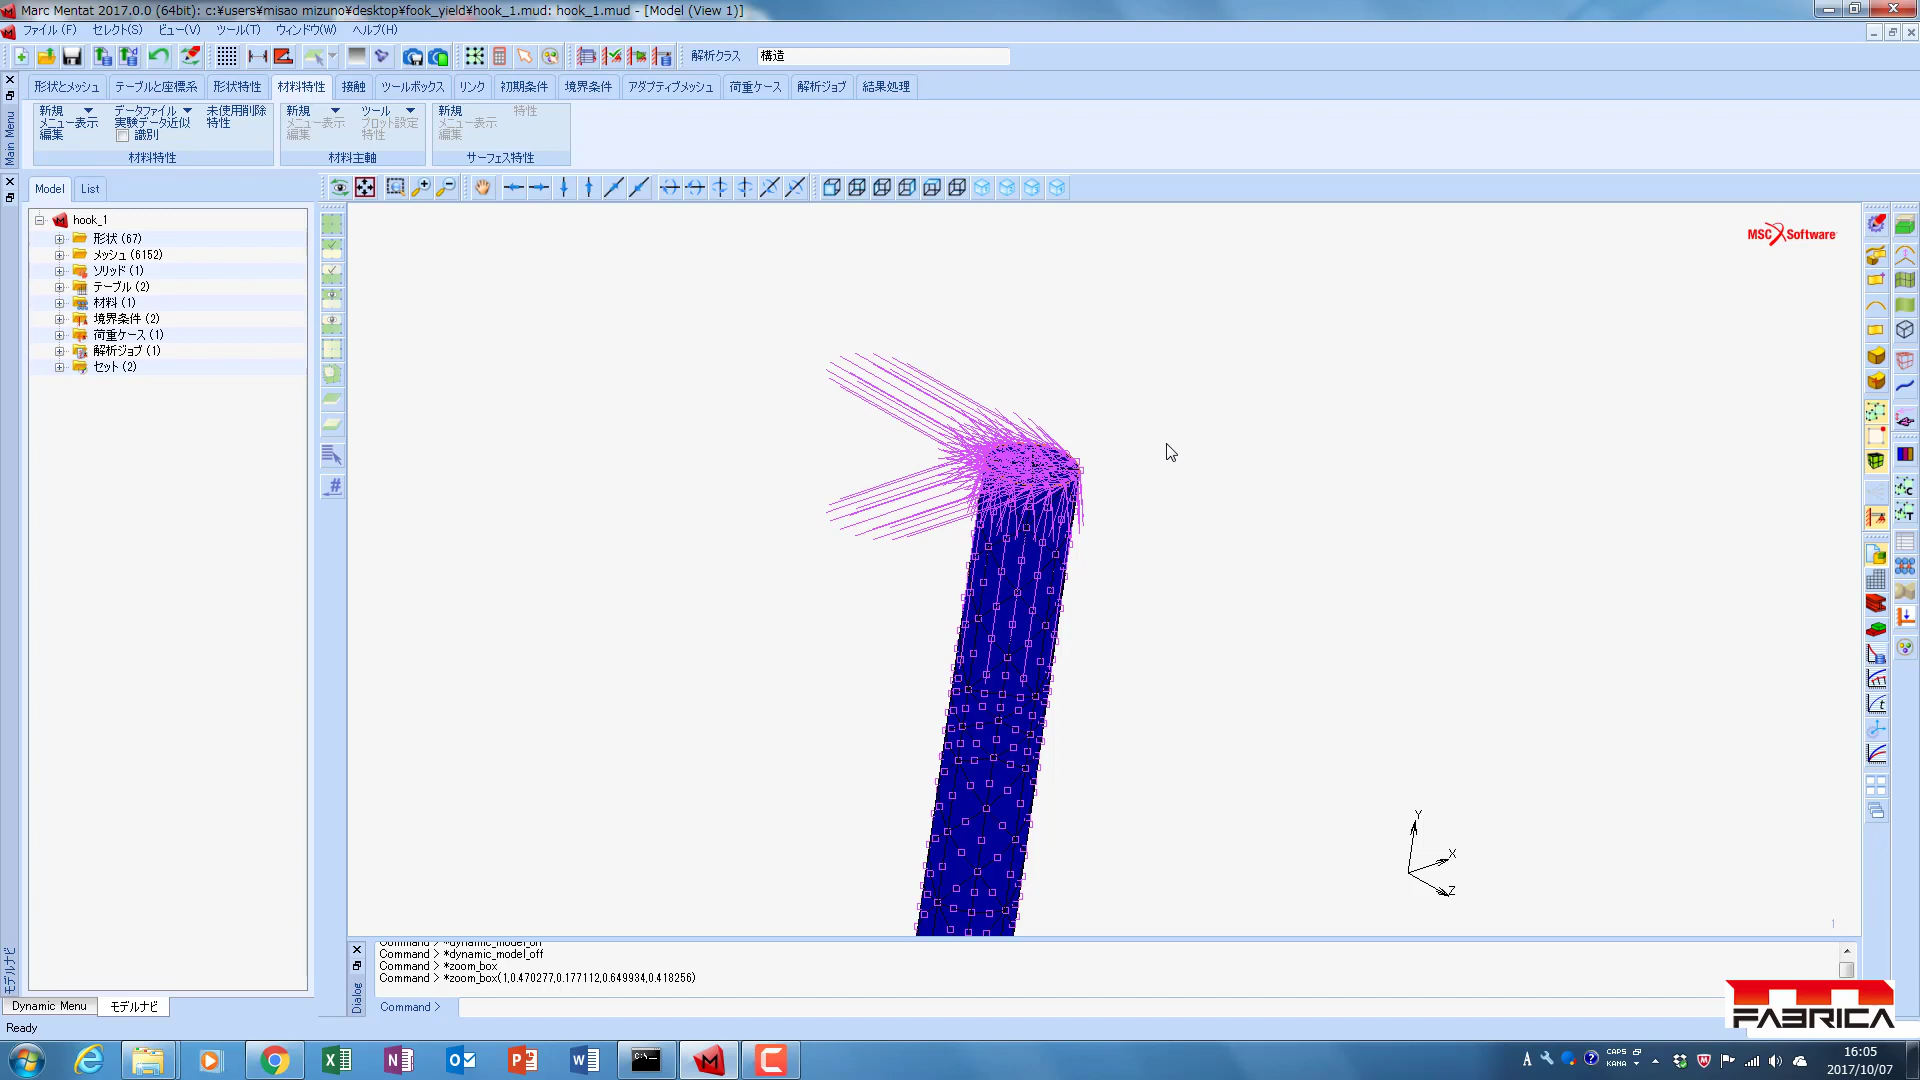 Marc Mentat 2017.0.0 (64bit): c:¥users¥misao mizuno¥desktop¥fook_yield¥hook_1.mud: hook_1.mud - [Model (View 1)]
ファイル (F) セレクト(S) ビュー(V) ツール(T) ウィンドウ(W) ヘルプ(H)
解析クラス 構造
形状とメッシュ テーブルと座標系 形状特性 材料特性 接触 ツールボックス リンク 初期条件 境界条件 アダプティブメッシュ 荷重ケース 解析ジョブ 結果処理
新規 データファイル 未使用削除 新規 ツール 新規 特性
メニュー表示 実験データ近似 特性 メニュー表示 プロット設定 メニュー表示
編集 識別 編集 特性 編集
材料特性 材料主軸 サーフェス特性
Main Menu
Model List
hook_1
形状 (67)
メッシュ (6152)
ソリッド (1)
テーブル (2)
材料 (1)
境界条件 (2)
荷重ケース (1)
解析ジョブ (1)
セット (2)
MSC Software
Y
X
Z
1
モデルナビ
Dialog
Command > *dynamic_model_on
Command > *dynamic_model_off
Command > *zoom_box
Command > *zoom_box(1,0.470277,0.177112,0.649934,0.418256)
Command >
Dynamic Menu モデルナビ
Ready
FABRICA
A CAPS KANA
16:05
2017/10/07